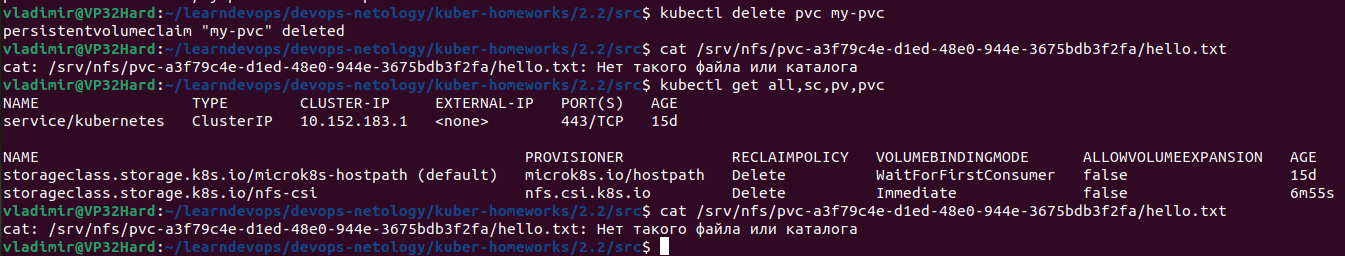 vladimir@VP32Hard:~/learndevops/devops-netology/kuber-homeworks/2.2/src$ kubectl delete pvc my-pvc
persistentvolumeclaim "my-pvc" deleted
vladimir@VP32Hard:~/learndevops/devops-netology/kuber-homeworks/2.2/src$ cat /srv/nfs/pvc-a3f79c4e-d1ed-48e0-944e-3675bdb3f2fa/hello.txt
cat: /srv/nfs/pvc-a3f79c4e-d1ed-48e0-944e-3675bdb3f2fa/hello.txt: Нет такого файла или каталога
vladimir@VP32Hard:~/learndevops/devops-netology/kuber-homeworks/2.2/src$ kubectl get all,sc,pv,pvc
NAME TYPE CLUSTER-IP EXTERNAL-IP PORT(S) AGE
service/kubernetes ClusterIP 10.152.183.1 <none> 443/TCP 15d
NAME PROVISIONER RECLAIMPOLICY VOLUMEBINDINGMODE ALLOWVOLUMEEXPANSION AGE
storageclass.storage.k8s.io/microk8s-hostpath (default) microk8s.io/hostpath Delete WaitForFirstConsumer false 15d
storageclass.storage.k8s.io/nfs-csi nfs.csi.k8s.io Delete Immediate false 6m55s
vladimir@VP32Hard:~/learndevops/devops-netology/kuber-homeworks/2.2/src$ cat /srv/nfs/pvc-a3f79c4e-d1ed-48e0-944e-3675bdb3f2fa/hello.txt
cat: /srv/nfs/pvc-a3f79c4e-d1ed-48e0-944e-3675bdb3f2fa/hello.txt: Нет такого файла или каталога
vladimir@VP32Hard:~/learndevops/devops-netology/kuber-homeworks/2.2/src$